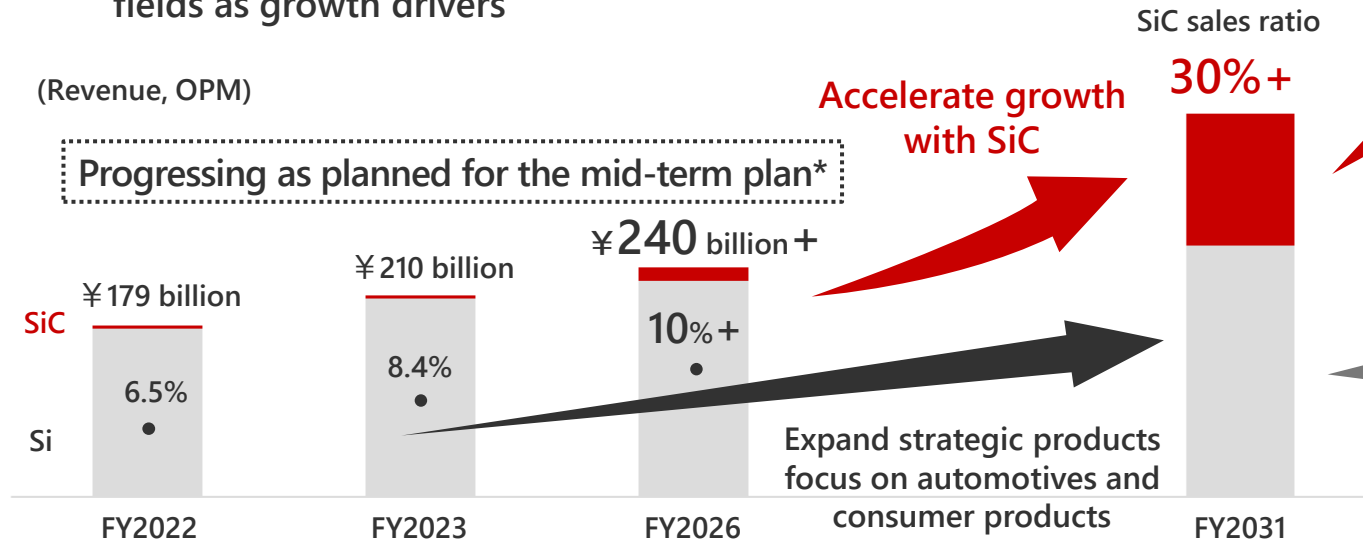 fields as growth drivers
SiC sales ratio
30%+
(Revenue, OPM)
Accelerate growth
with SiC
Progressing as planned for the mid-term plan*
¥240 billion+
¥210 billion
¥179 billion
SiC
10%+
8.4%
6.5%
Si
Expand strategic products
focus on automotives and
consumer products
FY2022
FY2023
FY2026
FY2031